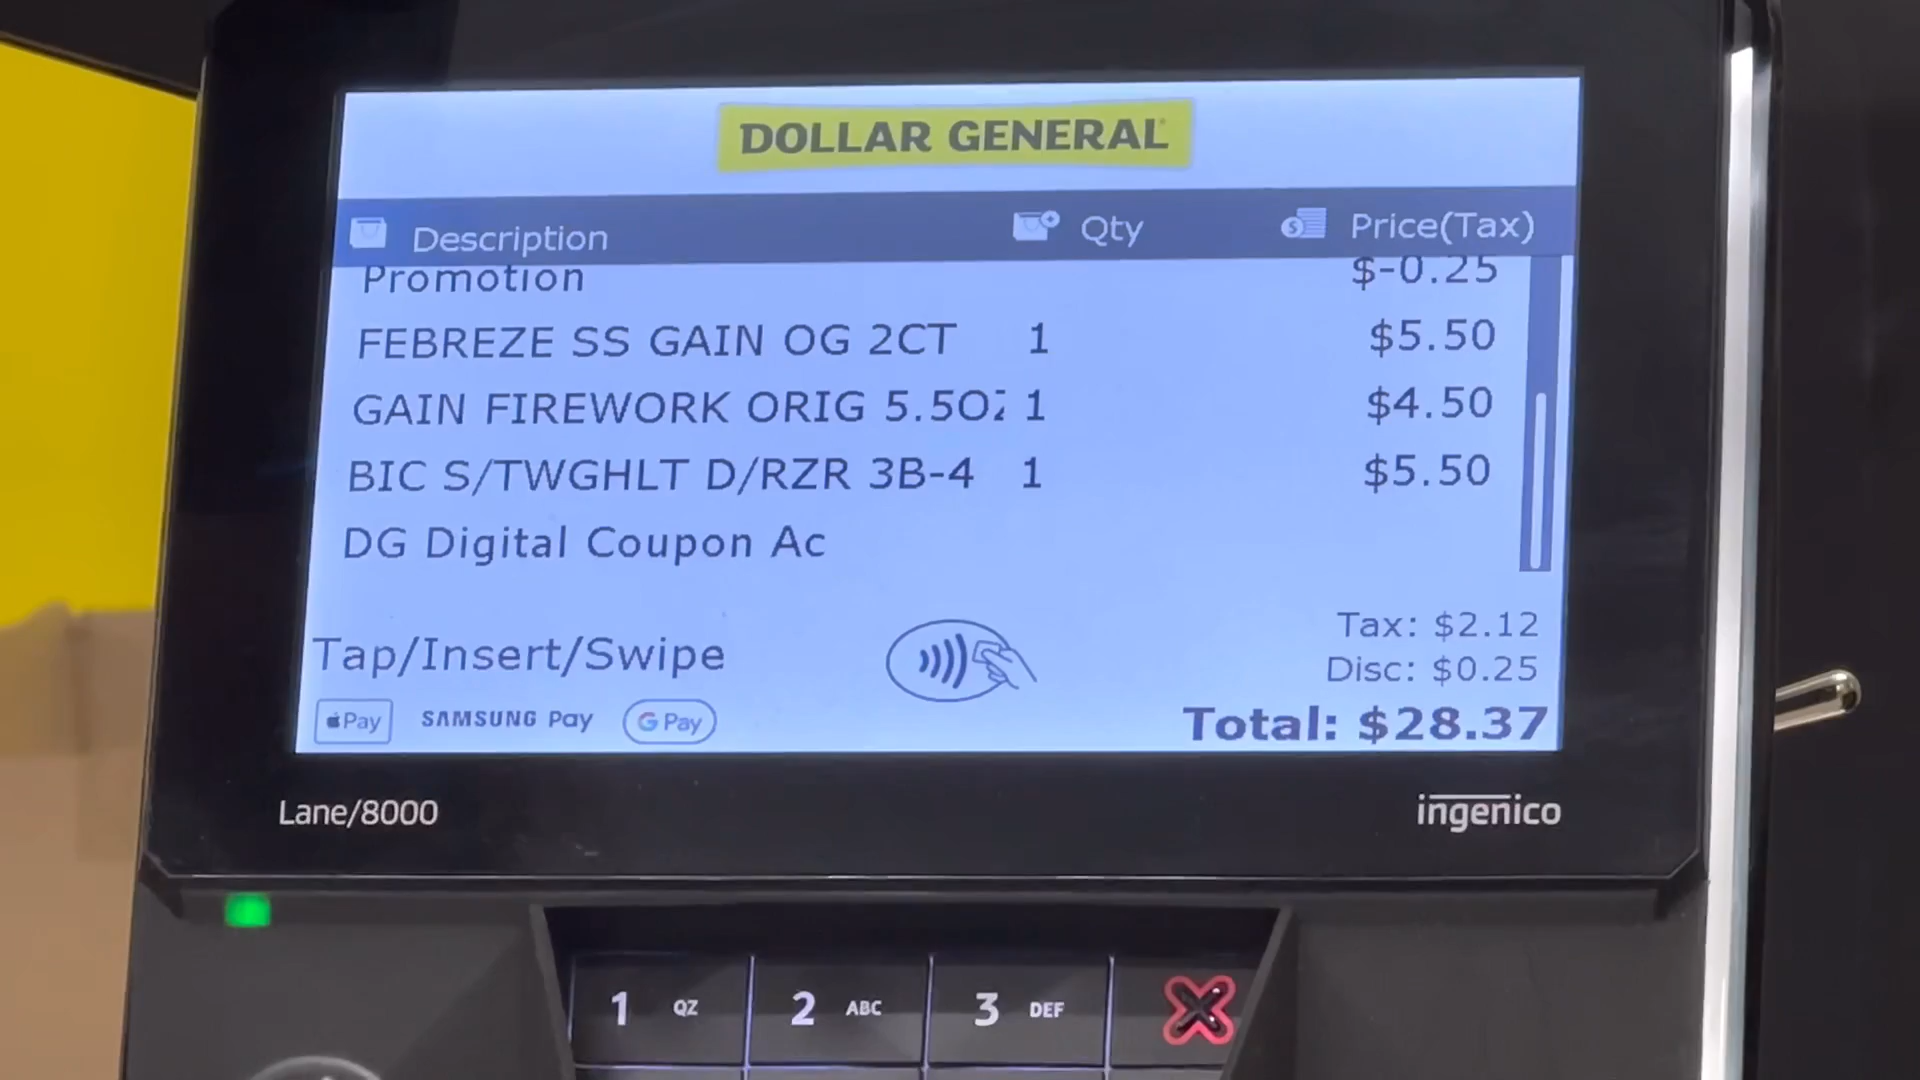 DOLLAR GENERAL
Description Qty Price(Tax)
Promotion $-0.25
FEBREZE SS GAIN OG 2CT 1 $5.50
GAIN FIREWORK ORIG 5.5OZ 1 $4.50
BIC S/TWGHLT D/RZR 3B-4 1 $5.50
DG Digital Coupon Ac
Tax: $2.12
Tap/Insert/Swipe
Disc: $0.25
Pay SAMSUNG Pay G Pay
Total: $28.37
Lane/8000 ingenico
1 QZ 2 ABC 3 DEF